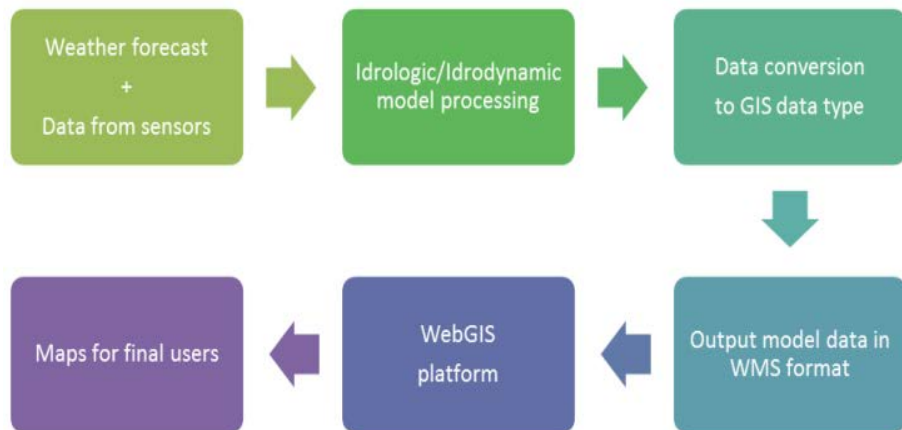 Weather forecast
+
Data from sensors
Idrologic/Idrodynamic
model processing
Data conversion
to GIS data type
Output model data in
WMS format
WebGIS
platform
Maps for final users